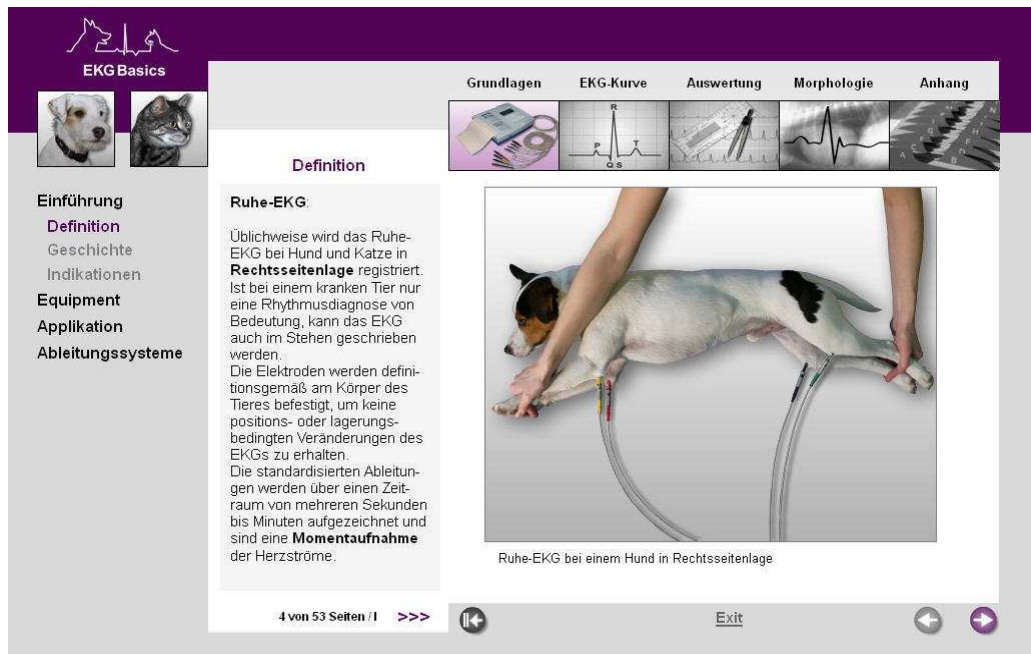 EKG Basics
Grundlagen EKG-Kurve Auswertung Morphologie Anhang
R
P T
Q S
Definition
Einführung
Definition
Geschichte
Indikationen
Equipment
Applikation
Ableitungssysteme
Ruhe-EKG:
Üblichweise wird das Ruhe-
EKG bei Hund und Katze in
Rechtsseitenlage registriert.
Ist bei einem kranken Tier nur
eine Rhythmusdiagnose von
Bedeutung, kann das EKG
auch im Stehen geschrieben
werden.
Die Elektroden werden defini-
tionsgemäß am Körper des
Tieres befestigt, um keine
positions- oder lagerungs-
bedingten Veränderungen des
EKGs zu erhalten.
Die standardisierten Ableitun-
gen werden über einen Zeit-
raum von mehreren Sekunden
bis Minuten aufgezeichnet und
sind eine Momentaufnahme
der Herzströme.
Ruhe-EKG bei einem Hund in Rechtsseitenlage
4 von 53 Seiten / I >>>
Exit